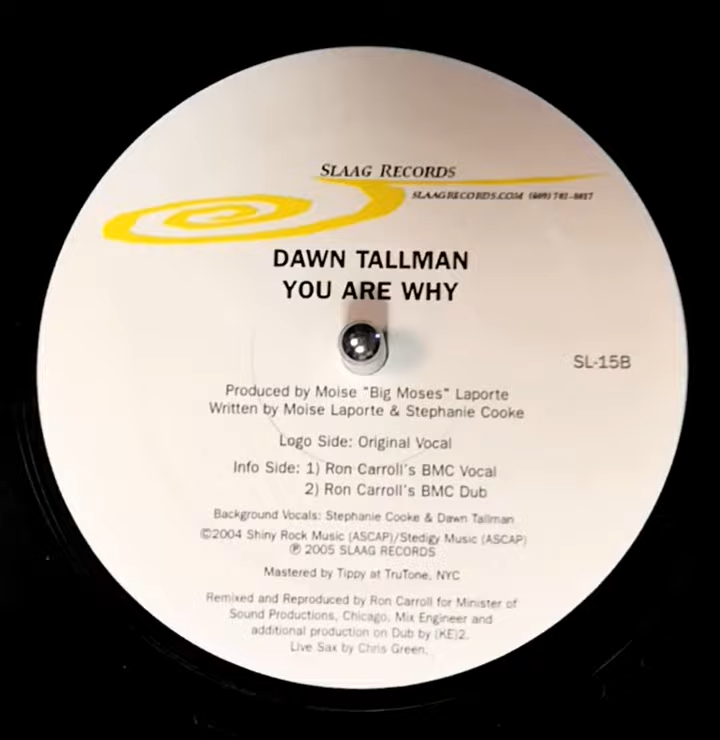 SLAAG RECORDS
SLAAGRECORDS.COM
DAWN TALLMAN
YOU ARE WHY
SL-15B
Produced by Moise "Big Moses" Laporte
Written by Moise Laporte & Stephanie Cooke
Logo Side: Original Vocal
Info Side: 1) Ron Carroll's BMC Vocal
2) Ron Carroll's BMC Dub
Background Vocals: Stephanie Cooke & Dawn Tallman
©2004 Shiny Rock Music (ASCAP)/Stedigy Music (ASCAP)
℗ 2005 SLAAG RECORDS
Mastered by Tippy at TruTone, NYC
Remixed and Reproduced by Ron Carroll for Minister of
Sound Productions, Chicago. Mix Engineer and
additional production on Dub by (KE)2.
Live Sax by Chris Green.